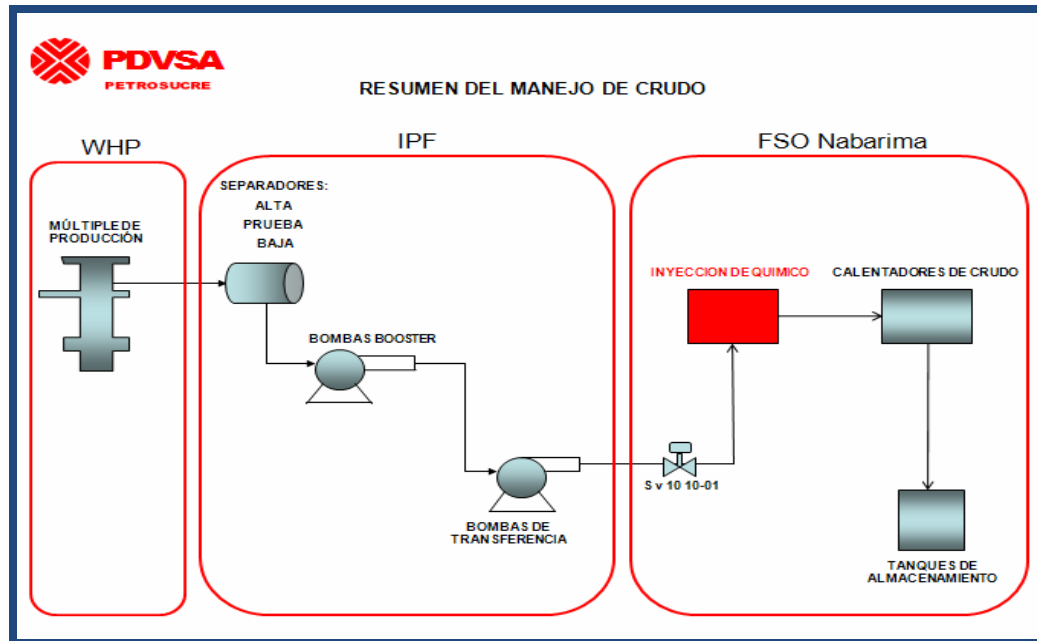 PDVSA
PETROSUCRE
RESUMEN DEL MANEJO DE CRUDO
WHP
IPF
FSO Nabarima
MÚLTIPLE DE
PRODUCCIÓN
SEPARADORES:
ALTA
PRUEBA
BAJA
BOMBAS BOOSTER
BOMBAS DE
TRANSFERENCIA
S v 10 10-01
INYECCION DE QUIMICO
CALENTADORES DE CRUDO
TANQUES DE
ALMACENAMIENTO